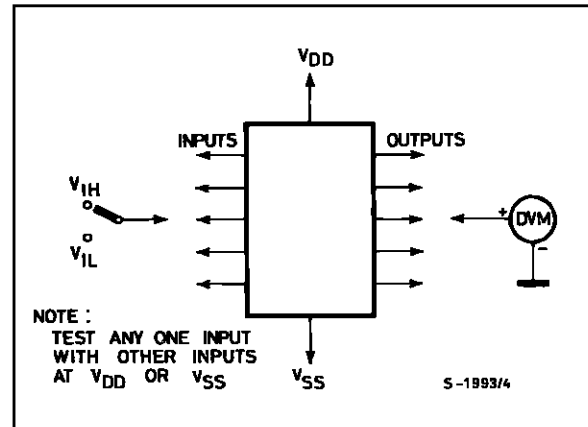 VDD
INPUTS
OUTPUTS
VIH
VIL
+
DVM
-
NOTE :
TEST ANY ONE INPUT
WITH OTHER INPUTS
AT VDD OR VSS
VSS
S-1993/4